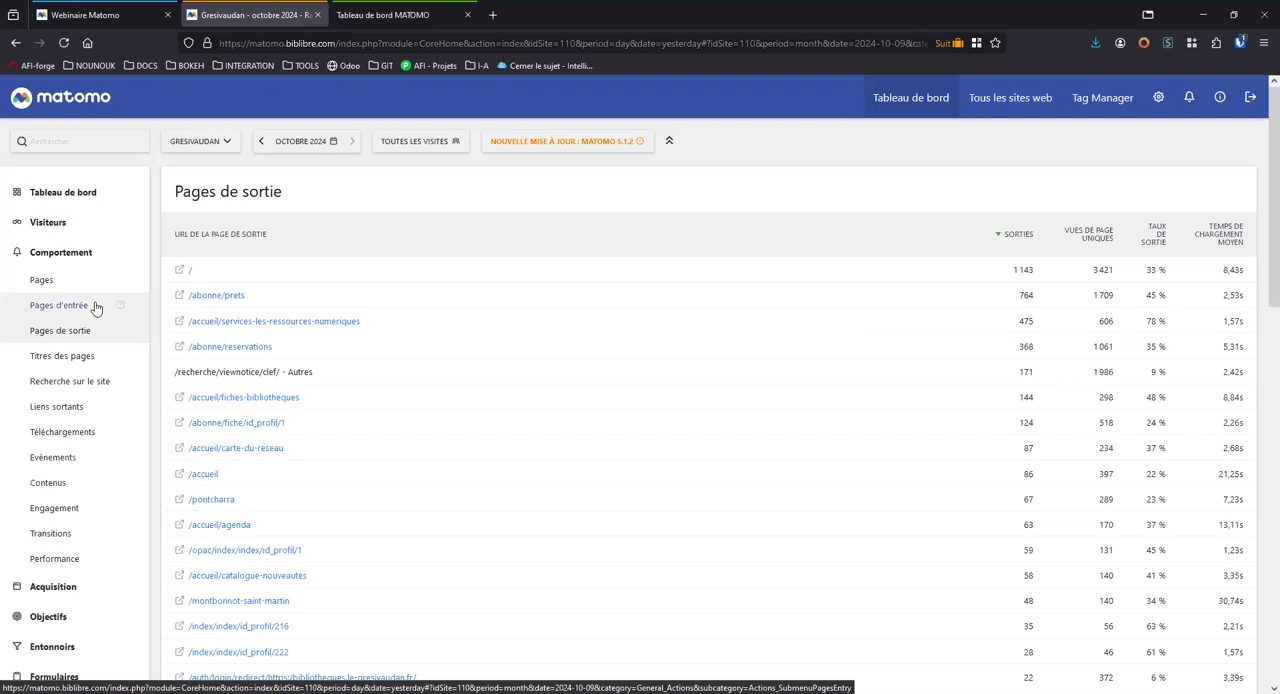 Webinaire Matomo
Gresivaudan - octobre 2024 - Ra
Tableau de bord MATOMO
https://matomo.biblibre.com/index.php?module=CoreHome&action=index&idSite=110&period=day&date=yesterday#?idSite=110&period=month&date=2024-10-09&cate
Suit
AFI-forge
NOUNOUK
DOCS
BOKEH
INTEGRATION
TOOLS
Odoo
GIT
AFI - Projets
I-A
Cerner le sujet - Intelli...
matomo
Tableau de bord
Tous les sites web
Tag Manager
Rechercher
GRESIVAUDAN
OCTOBRE 2024
TOUTES LES VISITES
NOUVELLE MISE À JOUR : MATOMO 5.1.2
Tableau de bord
Visiteurs
Comportement
Pages
Pages d'entrée
Pages de sortie
Titres des pages
Recherche sur le site
Liens sortants
Téléchargements
Evènements
Contenus
Engagement
Transitions
Performance
Acquisition
Objectifs
Entonnoirs
Formulaires
Pages de sortie
URL DE LA PAGE DE SORTIE SORTIES VUES DE PAGE UNIQUES TAUX DE SORTIE TEMPS DE CHARGEMENT MOYEN
/ 1 143 3 421 33 % 8,43s
/abonne/prets 764 1 709 45 % 2,53s
/accueil/services-les-ressources-numeriques 475 606 78 % 1,57s
/abonne/reservations 368 1 061 35 % 5,31s
/recherche/viewnotice/clef/ - Autres 171 1 986 9 % 2,42s
/accueil/fiches-bibliotheques 144 298 48 % 8,84s
/abonne/fiche/id_profil/1 124 518 24 % 2,26s
/accueil/carte-du-reseau 87 234 37 % 2,68s
/accueil 86 397 22 % 21,25s
/pontcharra 67 289 23 % 7,23s
/accueil/agenda 63 170 37 % 13,11s
/opac/index/index/id_profil/1 59 131 45 % 1,23s
/accueil/catalogue-nouveautes 58 140 41 % 3,35s
/montbonnot-saint-martin 48 140 34 % 30,74s
/index/index/id_profil/216 35 56 63 % 2,21s
/index/index/id_profil/222 28 46 61 % 1,57s
/auth/login/redirect/https:/bibliotheques.le-gresivaudan.fr/ 22 372 6 % 3,39s
https://matomo.biblibre.com/index.php?module=CoreHome&action=index&idSite=110&period=day&date=yesterday#?idSite=110&period=month&date=2024-10-09&category=General_Actions&subcategory=Actions_SubmenuPagesEntry